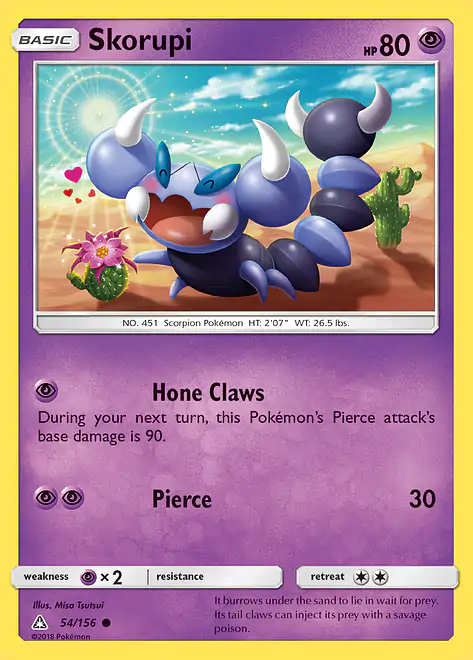 BASIC Skorupi HP 80
NO. 451 Scorpion Pokémon HT: 2'07" WT: 26.5 lbs.
Hone Claws
During your next turn, this Pokémon's Pierce attack's
base damage is 90.
Pierce 30
weakness ×2 resistance retreat
Illus. Misa Tsutsui
54/156
©2018 Pokémon
It burrows under the sand to lie in wait for prey.
Its tail claws can inject its prey with a savage
poison.